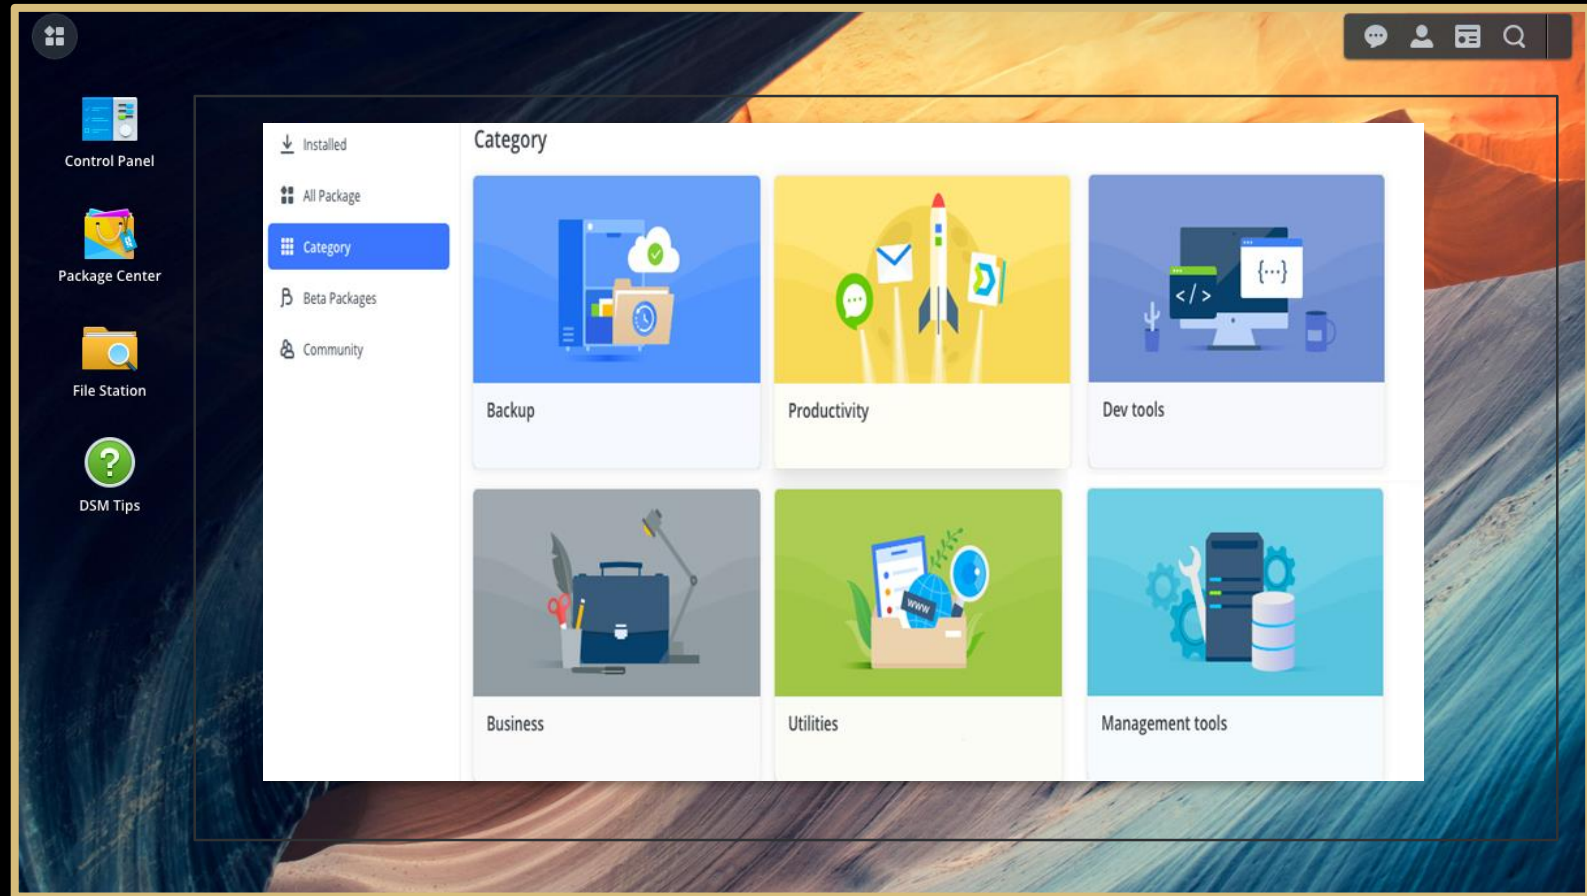 Control Panel
Package Center
File Station
DSM Tips
Installed
All Package
Category
Beta Packages
Community
Category
Backup
Productivity
Dev tools
</>
{...}
Business
Utilities
www
Management tools